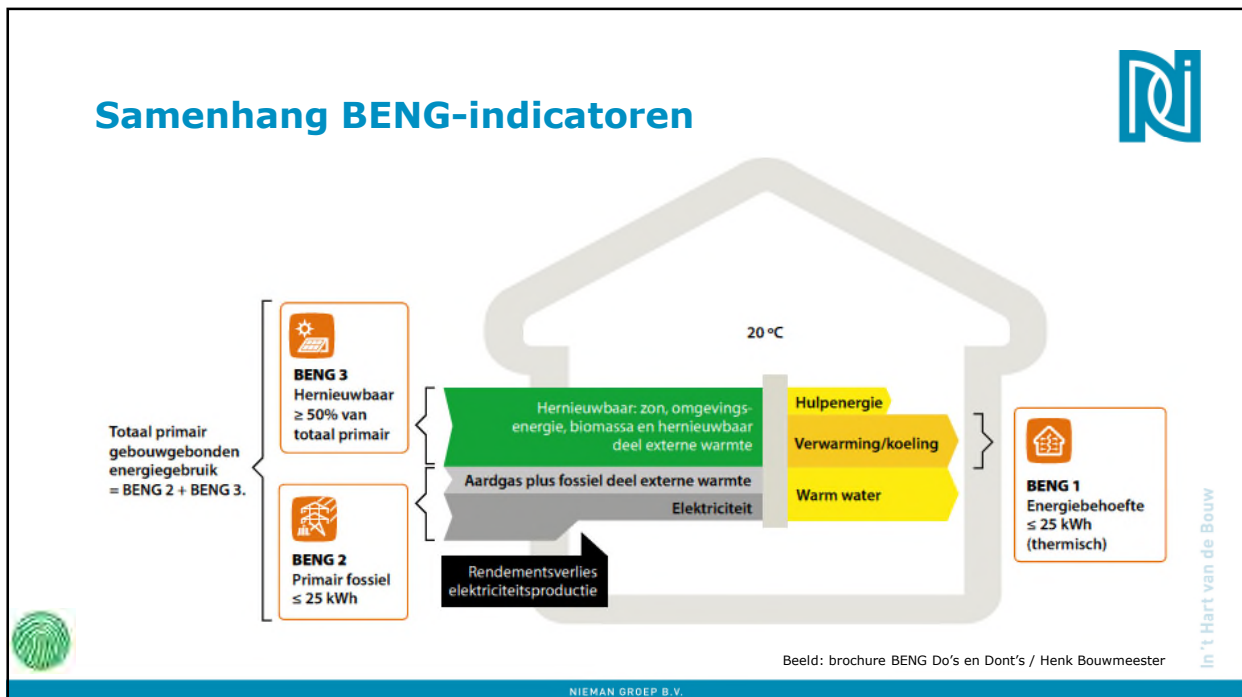 Samenhang BENG-indicatoren
20 ºC
BENG 3
Hernieuwbaar
≥ 50% van
totaal primair
Totaal primair
gebouwgebonden
energiegebruik
= BENG 2 + BENG 3.
BENG 2
Primair fossiel
≤ 25 kWh
Hernieuwbaar: zon, omgevings-
energie, biomassa en hernieuwbaar
deel externe warmte
Aardgas plus fossiel deel externe warmte
Elektriciteit
Rendementsverlies
elektriciteitsproductie
Hulpenergie
Verwarming/koeling
Warm water
BENG 1
Energiebehoefte
≤ 25 kWh
(thermisch)
In 't Hart van de Bouw
Beeld: brochure BENG Do's en Dont's / Henk Bouwmeester
NIEMAN GROEP B.V.